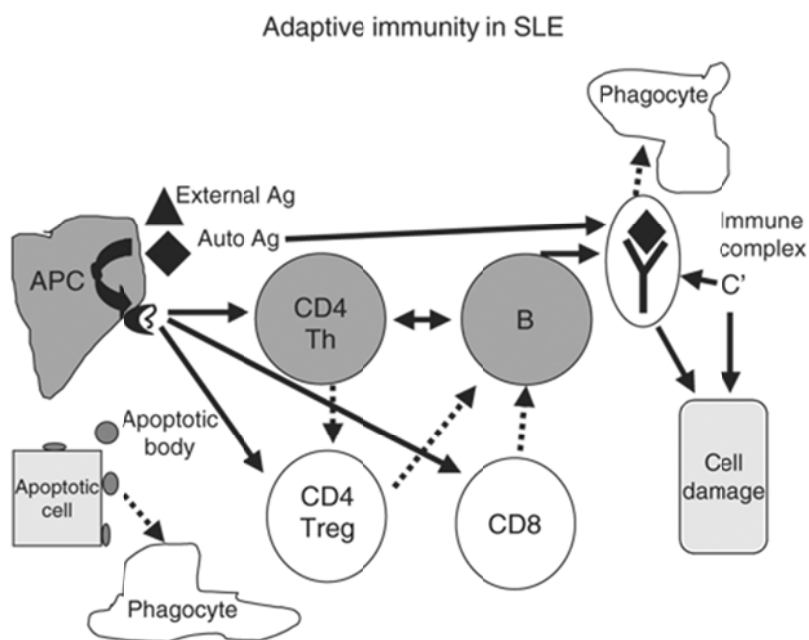 Adaptive immunity in SLE
Phagocyte
External Ag
Auto Ag
Immune
complex
APC
CD4
Th
B
C'
Apoptotic
body
Apoptotic
cell
CD4
Treg
CD8
Cell
damage
Phagocyte